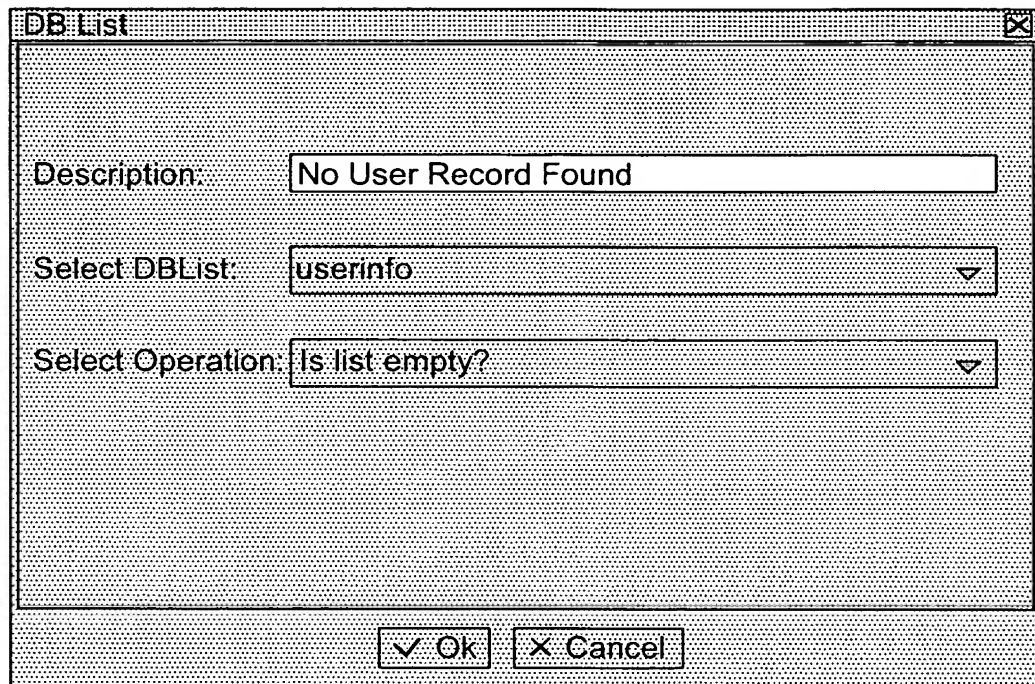 DB List
Description: No User Record Found
Select DBList: userinfo
Select Operation: Is list empty?
Ok Cancel